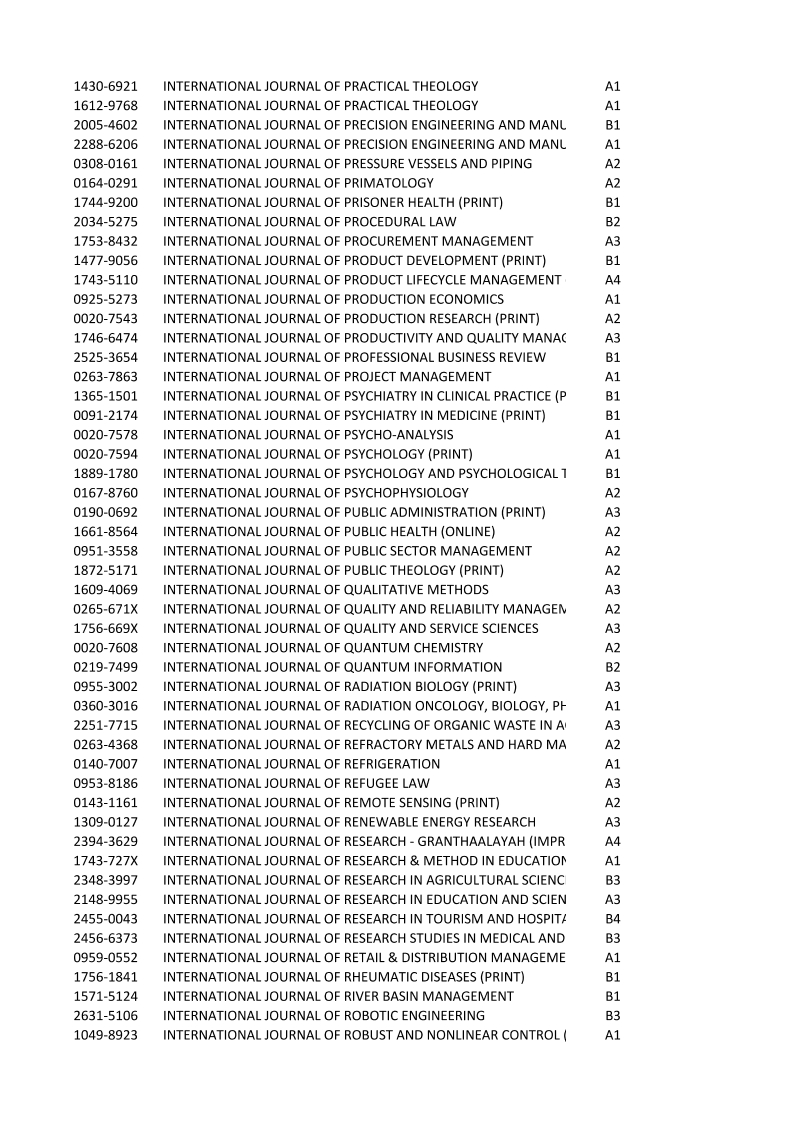 1430-6921 INTERNATIONAL JOURNAL OF PRACTICAL THEOLOGY A1
1612-9768 INTERNATIONAL JOURNAL OF PRACTICAL THEOLOGY A1
2005-4602 INTERNATIONAL JOURNAL OF PRECISION ENGINEERING AND MANU B1
2288-6206 INTERNATIONAL JOURNAL OF PRECISION ENGINEERING AND MANU A1
0308-0161 INTERNATIONAL JOURNAL OF PRESSURE VESSELS AND PIPING A2
0164-0291 INTERNATIONAL JOURNAL OF PRIMATOLOGY A2
1744-9200 INTERNATIONAL JOURNAL OF PRISONER HEALTH (PRINT) B1
2034-5275 INTERNATIONAL JOURNAL OF PROCEDURAL LAW B2
1753-8432 INTERNATIONAL JOURNAL OF PROCUREMENT MANAGEMENT A3
1477-9056 INTERNATIONAL JOURNAL OF PRODUCT DEVELOPMENT (PRINT) B1
1743-5110 INTERNATIONAL JOURNAL OF PRODUCT LIFECYCLE MANAGEMENT A4
0925-5273 INTERNATIONAL JOURNAL OF PRODUCTION ECONOMICS A1
0020-7543 INTERNATIONAL JOURNAL OF PRODUCTION RESEARCH (PRINT) A2
1746-6474 INTERNATIONAL JOURNAL OF PRODUCTIVITY AND QUALITY MANAG A3
2525-3654 INTERNATIONAL JOURNAL OF PROFESSIONAL BUSINESS REVIEW B1
0263-7863 INTERNATIONAL JOURNAL OF PROJECT MANAGEMENT A1
1365-1501 INTERNATIONAL JOURNAL OF PSYCHIATRY IN CLINICAL PRACTICE (P B1
0091-2174 INTERNATIONAL JOURNAL OF PSYCHIATRY IN MEDICINE (PRINT) B1
0020-7578 INTERNATIONAL JOURNAL OF PSYCHO-ANALYSIS A1
0020-7594 INTERNATIONAL JOURNAL OF PSYCHOLOGY (PRINT) A1
1889-1780 INTERNATIONAL JOURNAL OF PSYCHOLOGY AND PSYCHOLOGICAL T B1
0167-8760 INTERNATIONAL JOURNAL OF PSYCHOPHYSIOLOGY A2
0190-0692 INTERNATIONAL JOURNAL OF PUBLIC ADMINISTRATION (PRINT) A3
1661-8564 INTERNATIONAL JOURNAL OF PUBLIC HEALTH (ONLINE) A2
0951-3558 INTERNATIONAL JOURNAL OF PUBLIC SECTOR MANAGEMENT A2
1872-5171 INTERNATIONAL JOURNAL OF PUBLIC THEOLOGY (PRINT) A2
1609-4069 INTERNATIONAL JOURNAL OF QUALITATIVE METHODS A3
0265-671X INTERNATIONAL JOURNAL OF QUALITY AND RELIABILITY MANAGEM A2
1756-669X INTERNATIONAL JOURNAL OF QUALITY AND SERVICE SCIENCES A3
0020-7608 INTERNATIONAL JOURNAL OF QUANTUM CHEMISTRY A2
0219-7499 INTERNATIONAL JOURNAL OF QUANTUM INFORMATION B2
0955-3002 INTERNATIONAL JOURNAL OF RADIATION BIOLOGY (PRINT) A3
0360-3016 INTERNATIONAL JOURNAL OF RADIATION ONCOLOGY, BIOLOGY, PH A1
2251-7715 INTERNATIONAL JOURNAL OF RECYCLING OF ORGANIC WASTE IN A3
0263-4368 INTERNATIONAL JOURNAL OF REFRACTORY METALS AND HARD MA A2
0140-7007 INTERNATIONAL JOURNAL OF REFRIGERATION A1
0953-8186 INTERNATIONAL JOURNAL OF REFUGEE LAW A3
0143-1161 INTERNATIONAL JOURNAL OF REMOTE SENSING (PRINT) A2
1309-0127 INTERNATIONAL JOURNAL OF RENEWABLE ENERGY RESEARCH A3
2394-3629 INTERNATIONAL JOURNAL OF RESEARCH - GRANTHAALAYAH (IMPR A4
1743-727X INTERNATIONAL JOURNAL OF RESEARCH & METHOD IN EDUCATION A1
2348-3997 INTERNATIONAL JOURNAL OF RESEARCH IN AGRICULTURAL SCIENC B3
2148-9955 INTERNATIONAL JOURNAL OF RESEARCH IN EDUCATION AND SCIEN A3
2455-0043 INTERNATIONAL JOURNAL OF RESEARCH IN TOURISM AND HOSPITA B4
2456-6373 INTERNATIONAL JOURNAL OF RESEARCH STUDIES IN MEDICAL AND B3
0959-0552 INTERNATIONAL JOURNAL OF RETAIL & DISTRIBUTION MANAGEME A1
1756-1841 INTERNATIONAL JOURNAL OF RHEUMATIC DISEASES (PRINT) B1
1571-5124 INTERNATIONAL JOURNAL OF RIVER BASIN MANAGEMENT B1
2631-5106 INTERNATIONAL JOURNAL OF ROBOTIC ENGINEERING B3
1049-8923 INTERNATIONAL JOURNAL OF ROBUST AND NONLINEAR CONTROL ( A1